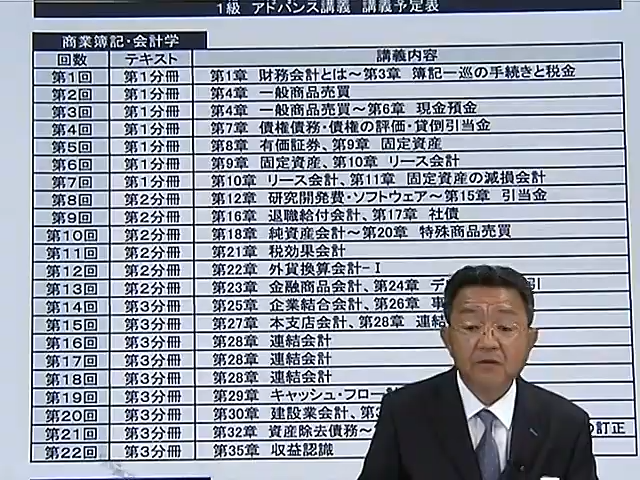 1級 アドバンス講義 講義予定表
商業簿記・会計学
回数 テキスト 講義内容
第1回 第1分冊 第1章 財務会計とは～第3章 簿記一巡の手続きと税金
第2回 第1分冊 第4章 一般商品売買
第3回 第1分冊 第4章 一般商品売買～第6章 現金預金
第4回 第1分冊 第7章 債権債務・債権の評価・貸倒引当金
第5回 第1分冊 第8章 有価証券、第9章 固定資産
第6回 第1分冊 第9章 固定資産、第10章 リース会計
第7回 第1分冊 第10章 リース会計、第11章 固定資産の減損会計
第8回 第2分冊 第12章 研究開発費・ソフトウェア～第15章 引当金
第9回 第2分冊 第16章 退職給付会計、第17章 社債
第10回 第2分冊 第18章 純資産会計～第20章 特殊商品売買
第11回 第2分冊 第21章 税効果会計
第12回 第2分冊 第22章 外貨換算会計-Ⅰ
第13回 第2分冊 第23章 金融商品会計、第24章 デ 引
第14回 第3分冊 第25章 企業結合会計、第26章 事
第15回 第3分冊 第27章 本支店会計、第28章 連結
第16回 第3分冊 第28章 連結会計
第17回 第3分冊 第28章 連結会計
第18回 第3分冊 第28章 連結会計
第19回 第3分冊 第29章 キャッシュ・フロー
第20回 第3分冊 第30章 建設業会計、第3
第21回 第3分冊 第32章 資産除去債務～ の訂正
第22回 第3分冊 第35章 収益認識